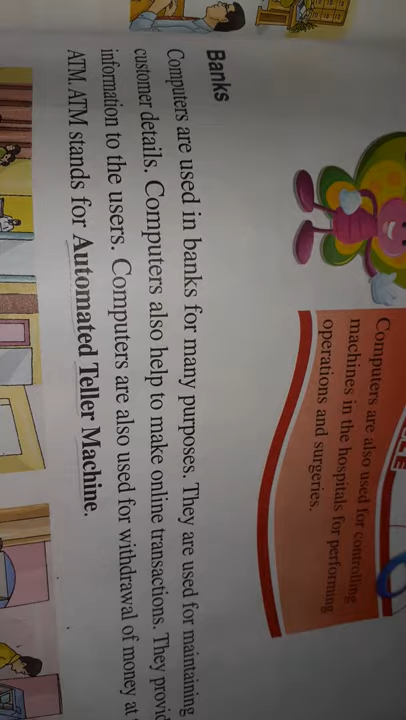 Computers are also used for controlling
machines in the hospitals for performing
operations and surgeries.
Banks
Computers are used in banks for many purposes. They are used for maintaining
customer details. Computers also help to make online transactions. They provid
information to the users. Computers are also used for withdrawal of money at
ATM. ATM stands for Automated Teller Machine.